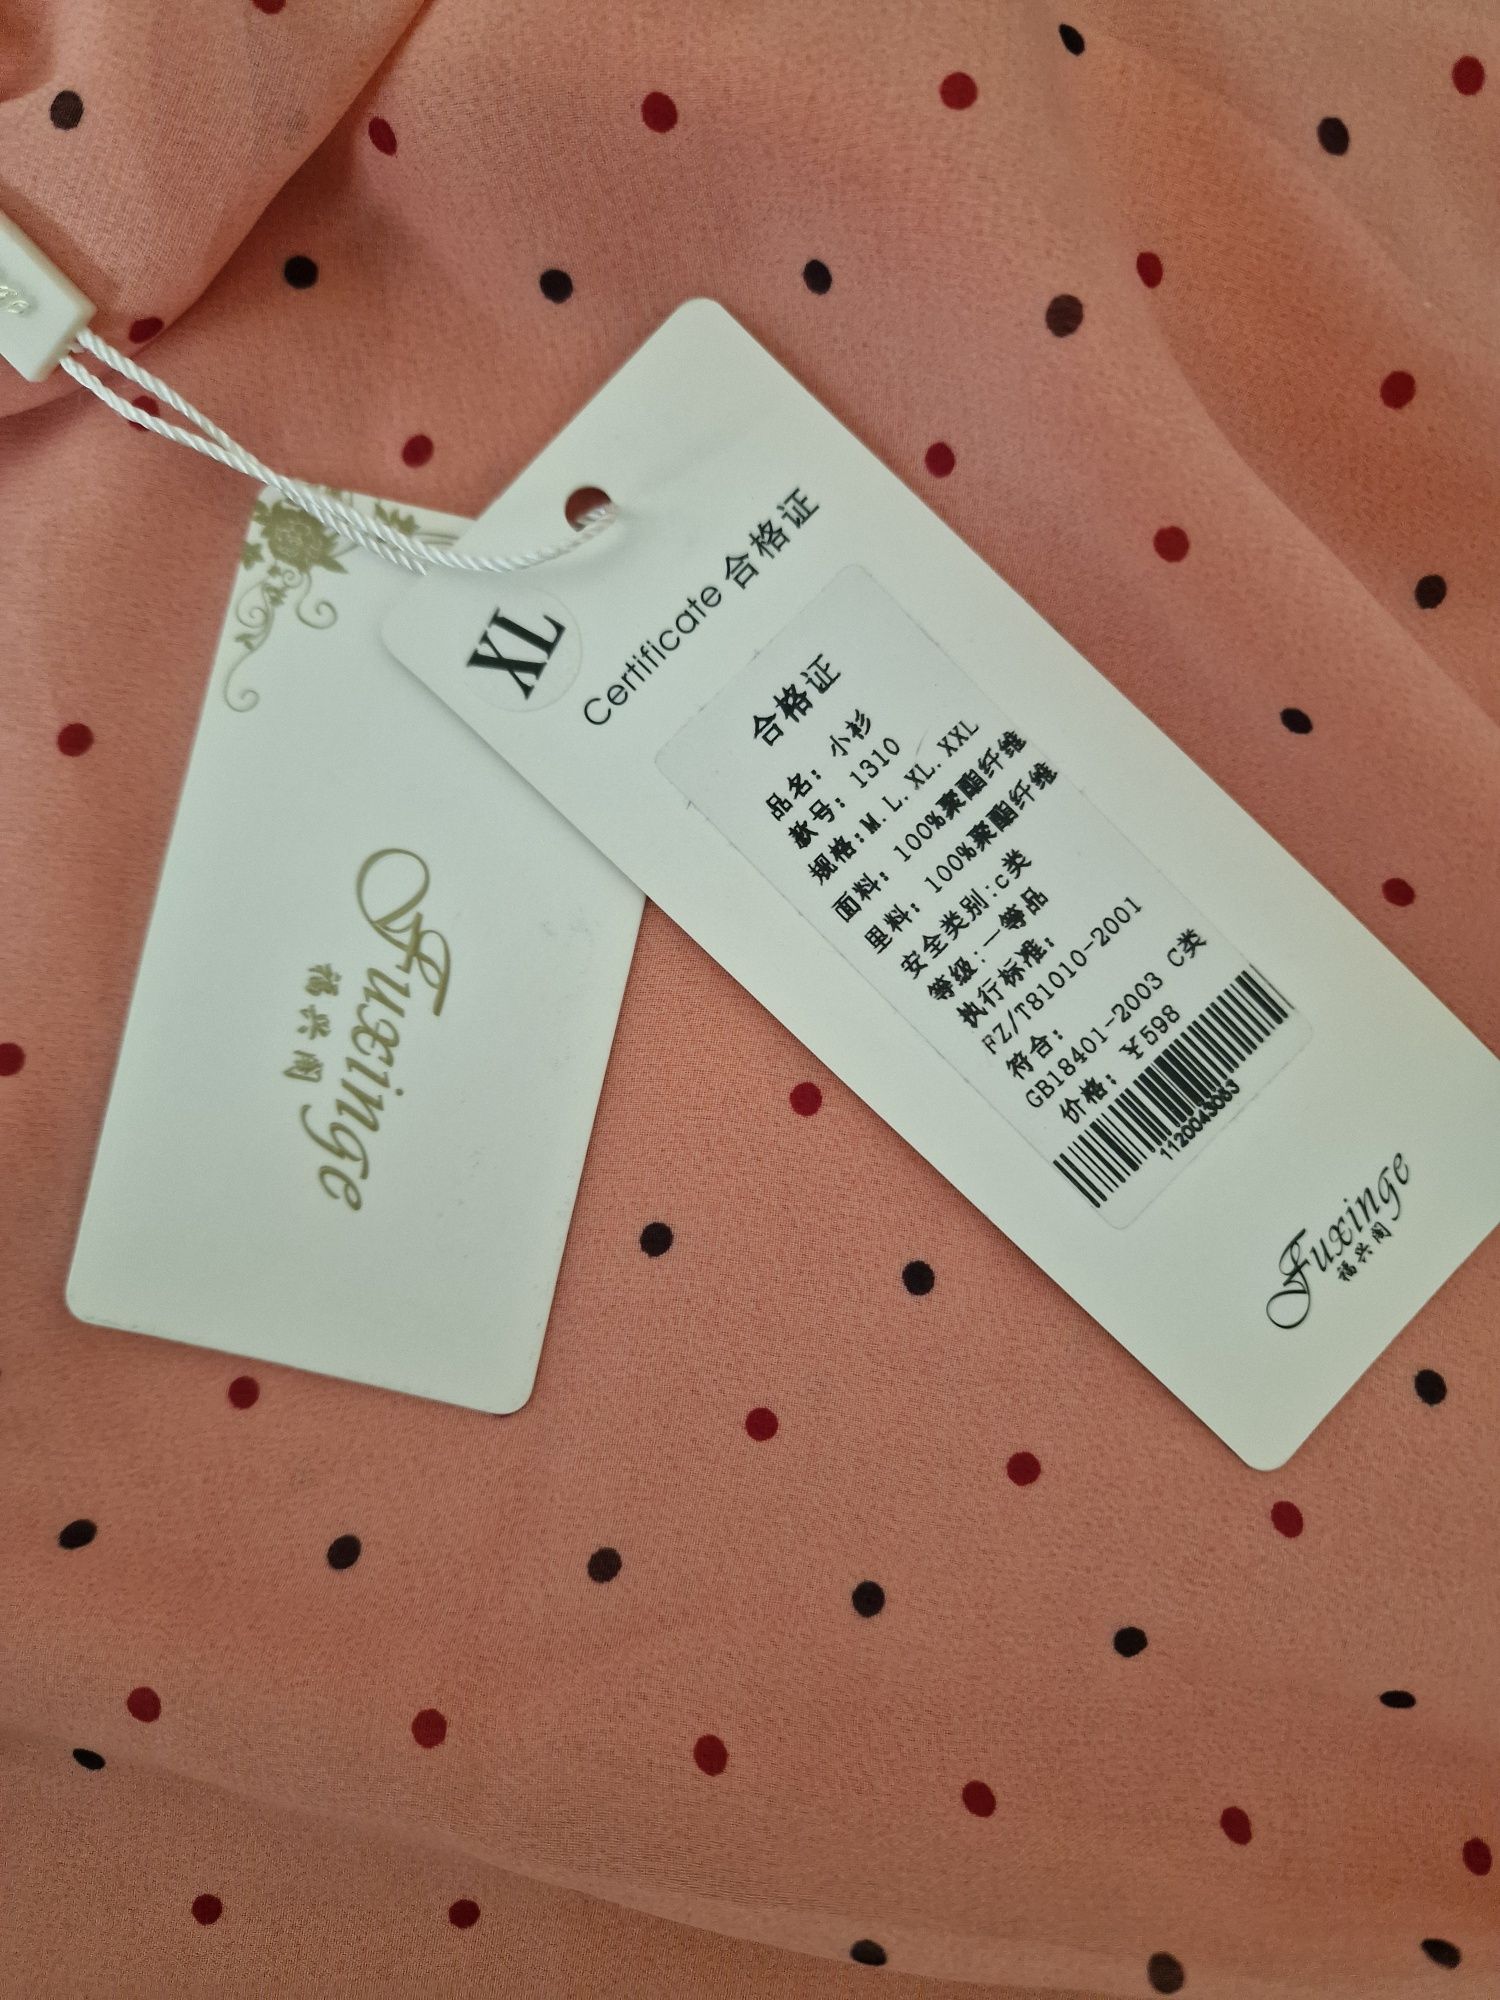 XL
Certificate 合格证
合格证
品名：小衫
款号：1310
规格:M.L.XL.XXL
面料：100%聚酯纤维
里料：100%聚酯纤维
安全类别:c类
等级:一等品
执行标准：
FZ/T81010-2001
符合：
GB18401-2003 C类
价格：¥598
1120043083
Fuxinge
福兴阁
Fuxinge
福兴阁